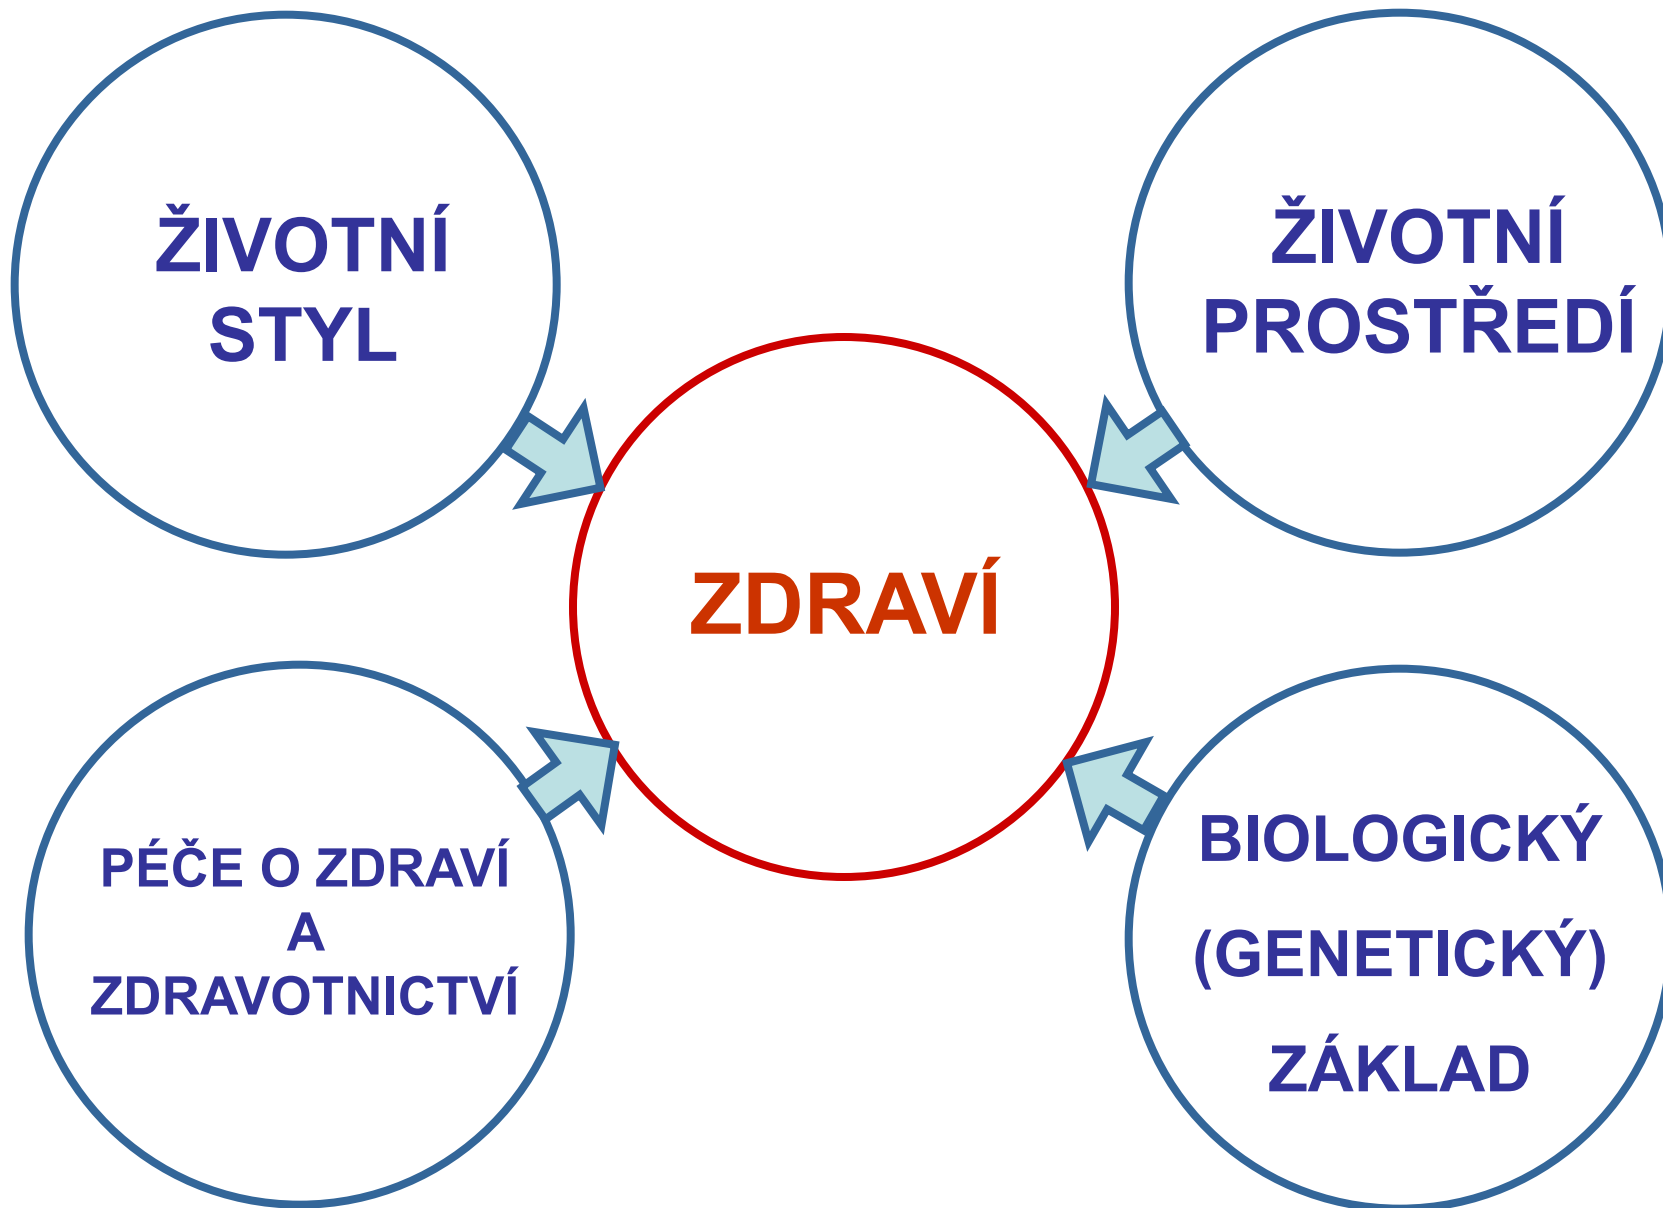 ŽIVOTNÍ
STYL
ŽIVOTNÍ
PROSTŘEDÍ
ZDRAVÍ
PÉČE O ZDRAVÍ
A
ZDRAVOTNICTVÍ
BIOLOGICKÝ
(GENETICKÝ)
ZÁKLAD